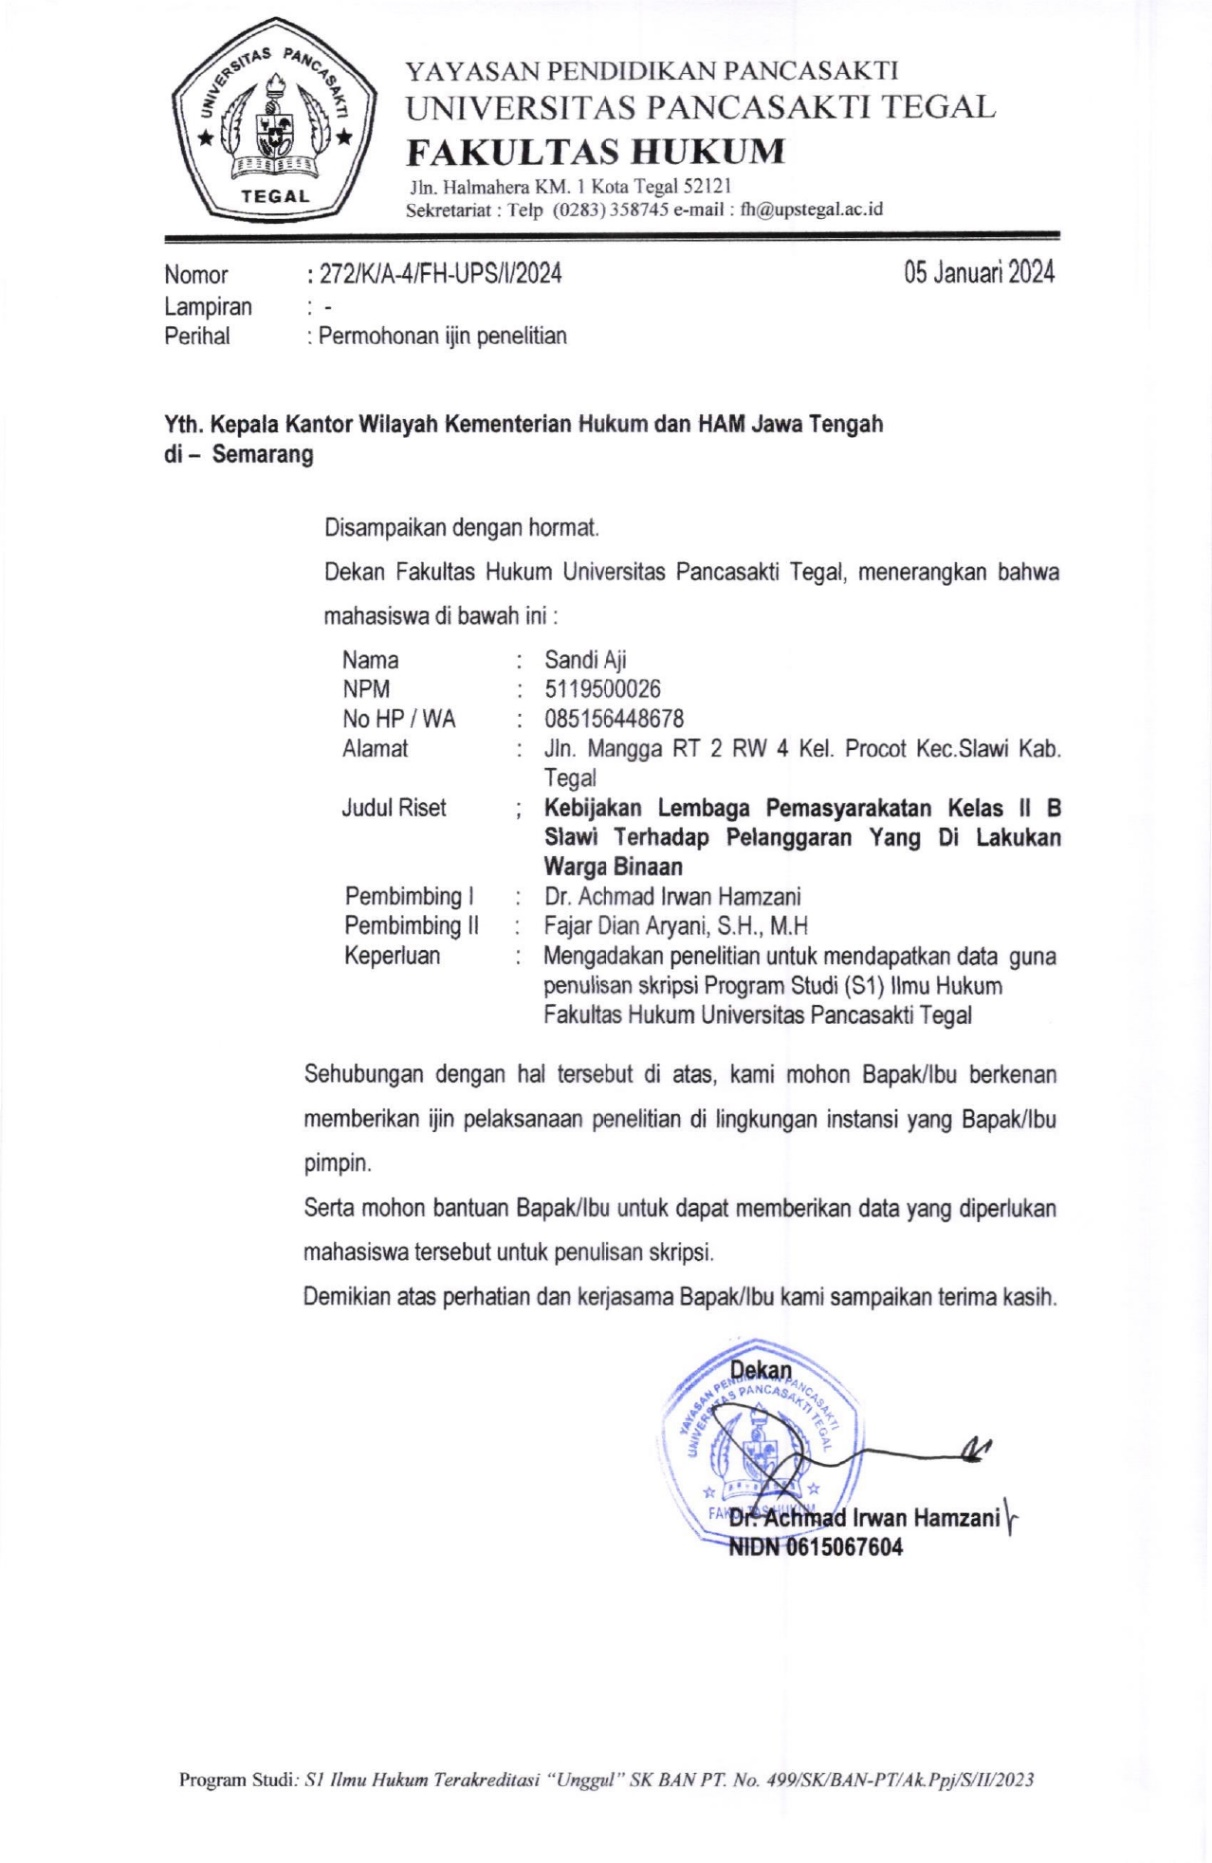 UNIVERSITAS PANCASAKTI
TEGAL
YAYASAN PENDIDIKAN PANCASAKTI
UNIVERSITAS PANCASAKTI TEGAL
FAKULTAS HUKUM
Jln. Halmahera KM. 1 Kota Tegal 52121
Sekretariat : Telp (0283) 358745 e-mail : fh@upstegal.ac.id
Nomor : 272/K/A-4/FH-UPS/I/2024 05 Januari 2024
Lampiran : -
Perihal : Permohonan ijin penelitian
Yth. Kepala Kantor Wilayah Kementerian Hukum dan HAM Jawa Tengah
di – Semarang
Disampaikan dengan hormat.
Dekan Fakultas Hukum Universitas Pancasakti Tegal, menerangkan bahwa
mahasiswa di bawah ini :
Nama : Sandi Aji
NPM : 5119500026
No HP / WA : 085156448678
Alamat : Jln. Mangga RT 2 RW 4 Kel. Procot Kec.Slawi Kab.
Tegal
Judul Riset ; Kebijakan Lembaga Pemasyarakatan Kelas II B
Slawi Terhadap Pelanggaran Yang Di Lakukan
Warga Binaan
Pembimbing I : Dr. Achmad Irwan Hamzani
Pembimbing II : Fajar Dian Aryani, S.H., M.H
Keperluan : Mengadakan penelitian untuk mendapatkan data guna
penulisan skripsi Program Studi (S1) Ilmu Hukum
Fakultas Hukum Universitas Pancasakti Tegal
Sehubungan dengan hal tersebut di atas, kami mohon Bapak/Ibu berkenan
memberikan ijin pelaksanaan penelitian di lingkungan instansi yang Bapak/Ibu
pimpin.
Serta mohon bantuan Bapak/Ibu untuk dapat memberikan data yang diperlukan
mahasiswa tersebut untuk penulisan skripsi.
Demikian atas perhatian dan kerjasama Bapak/Ibu kami sampaikan terima kasih.
Dekan
YAYASAN PENDIDIKAN PANCASAKTI
UNIVERSITAS PANCASAKTI TEGAL
FAKULTAS HUKUM
Dr. Achmad Irwan Hamzani
NIDN 0615067604
Program Studi: S1 Ilmu Hukum Terakreditasi “Unggul” SK BAN PT. No. 499/SK/BAN-PT/Ak.Ppj/S/II/2023